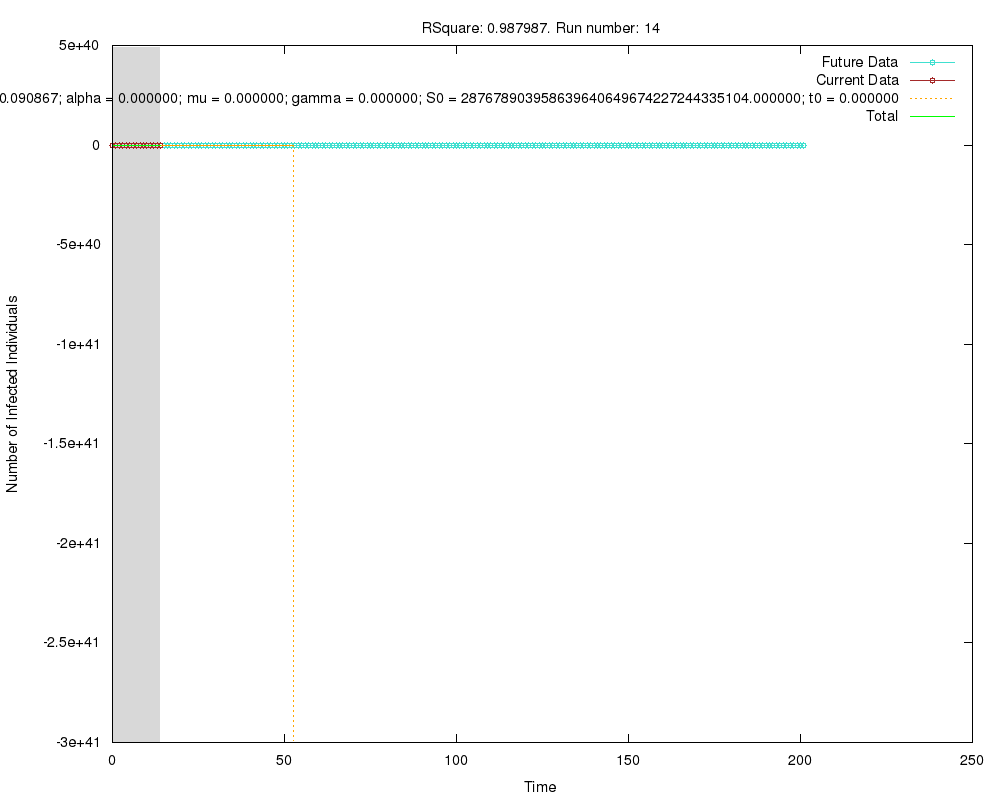 RSquare: 0.987987. Run number: 14
5e+40
Future Data
Current Data
0.090867; alpha = 0.000000; mu = 0.000000; gamma = 0.000000; S0 = 28767890395863964064967422724433​5104.000000; t0 = 0.000000
Total
0
-5e+40
-1e+41
-1.5e+41
-2e+41
-2.5e+41
-3e+41
Number of Infected Individuals
0 50 100 150 200 250
Time